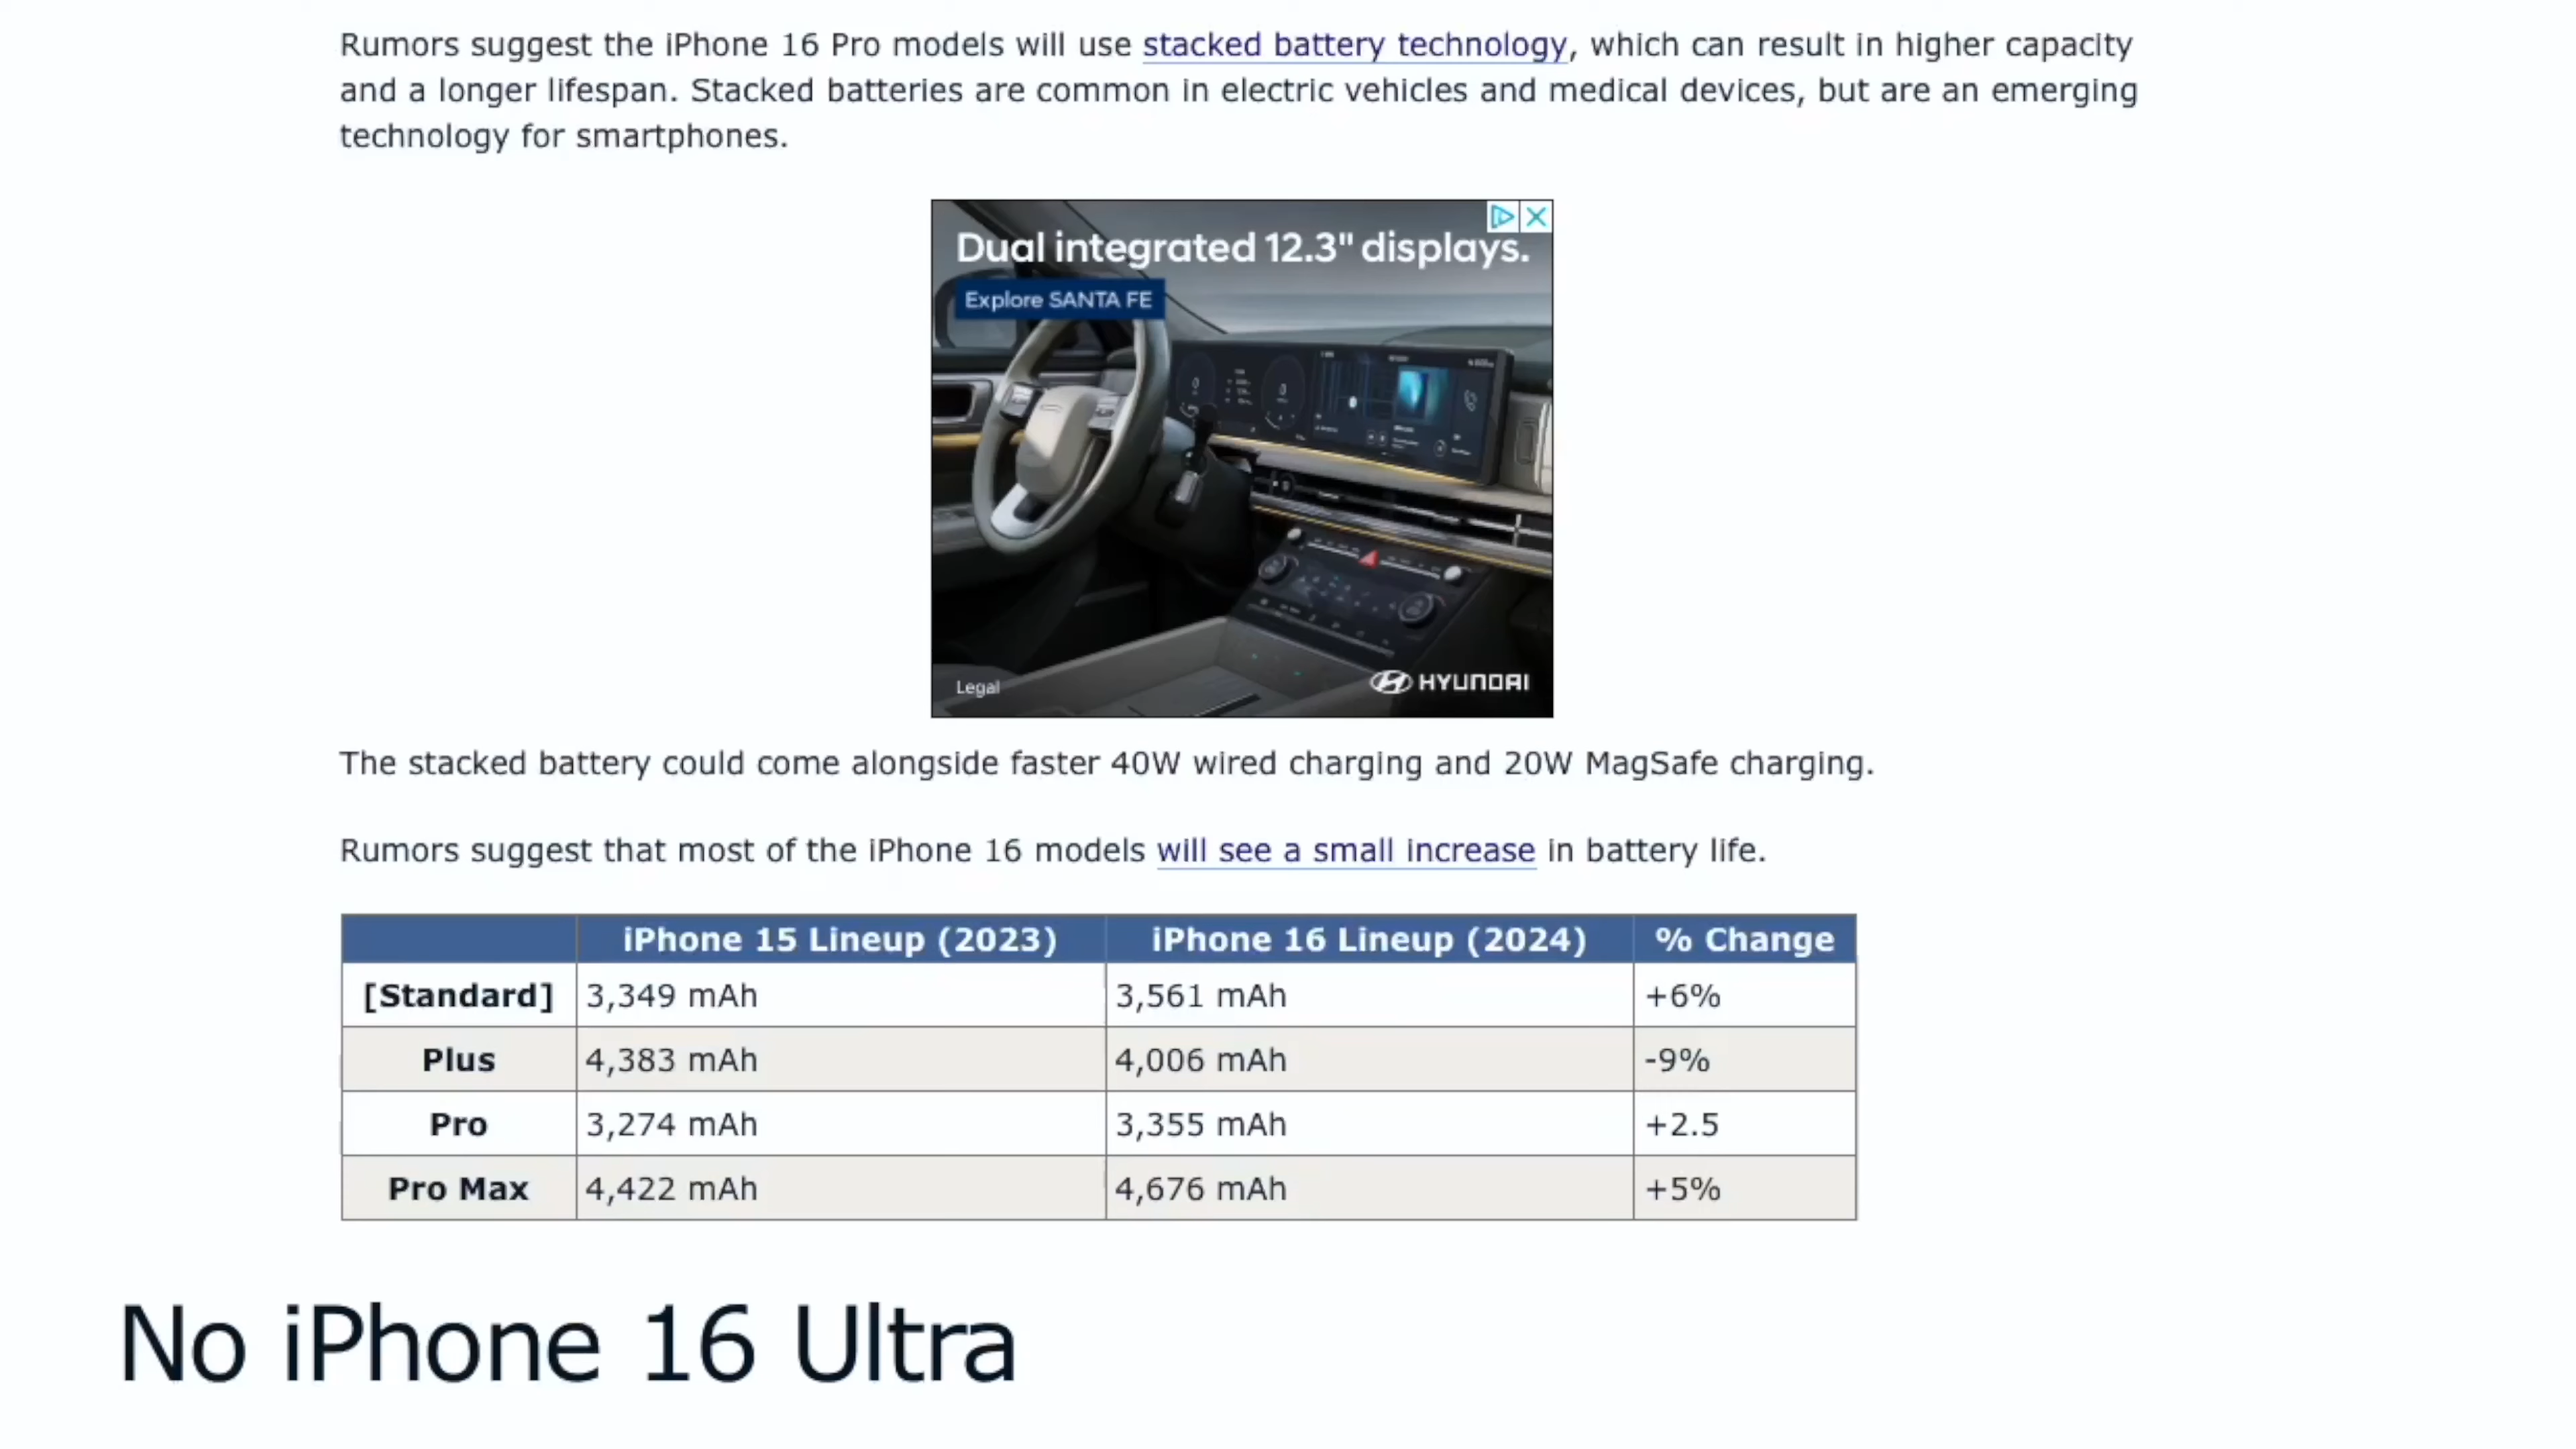 Rumors suggest the iPhone 16 Pro models will use stacked battery technology, which can result in higher capacity
and a longer lifespan. Stacked batteries are common in electric vehicles and medical devices, but are an emerging
technology for smartphones.
Dual integrated 12.3" displays.
Explore SANTA FE
Legal
HYUNDAI
The stacked battery could come alongside faster 40W wired charging and 20W MagSafe charging.
Rumors suggest that most of the iPhone 16 models will see a small increase in battery life.
iPhone 15 Lineup (2023) iPhone 16 Lineup (2024) % Change
[Standard] 3,349 mAh 3,561 mAh +6%
Plus 4,383 mAh 4,006 mAh -9%
Pro 3,274 mAh 3,355 mAh +2.5
Pro Max 4,422 mAh 4,676 mAh +5%
No iPhone 16 Ultra